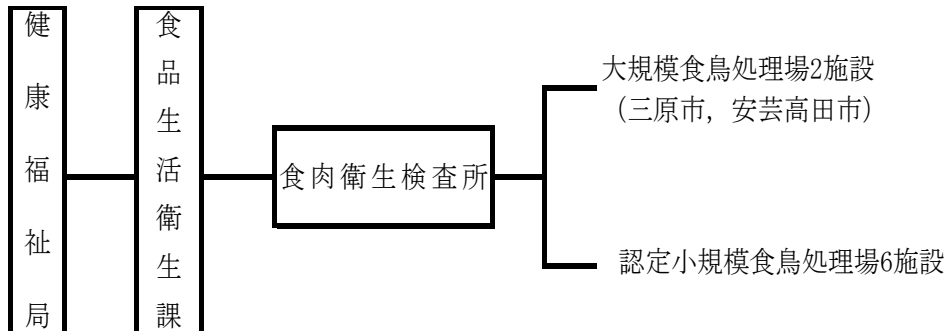 健康福祉局
食品生活衛生課
食肉衛生検査所
大規模食鳥処理場2施設
（三原市，安芸高田市）
認定小規模食鳥処理場6施設